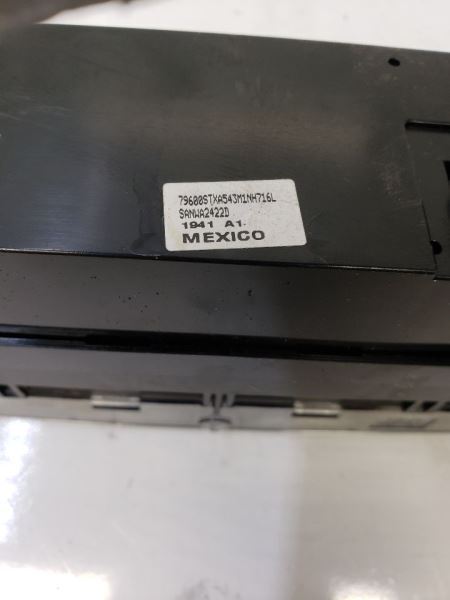 79600STXA543M1NH716L
SANWA2422D
1941 A1
MEXICO